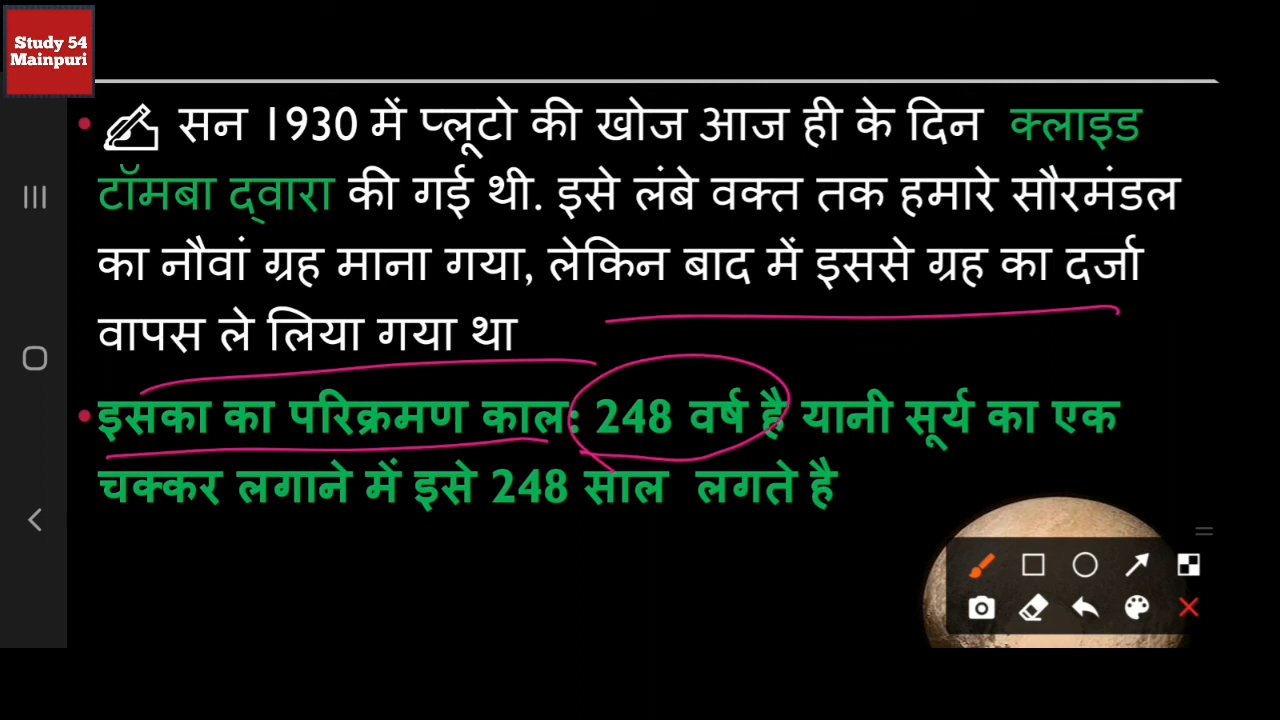 Study 54
Mainpuri
सन 1930 में प्लूटो की खोज आज ही के दिन क्लाइड
टॉमबा द्वारा की गई थी. इसे लंबे वक्त तक हमारे सौरमंडल
का नौवां ग्रह माना गया, लेकिन बाद में इससे ग्रह का दर्जा
वापस ले लिया गया था
इसका का परिक्रमण काल: 248 वर्ष है यानी सूर्य का एक
चक्कर लगाने में इसे 248 साल लगते है